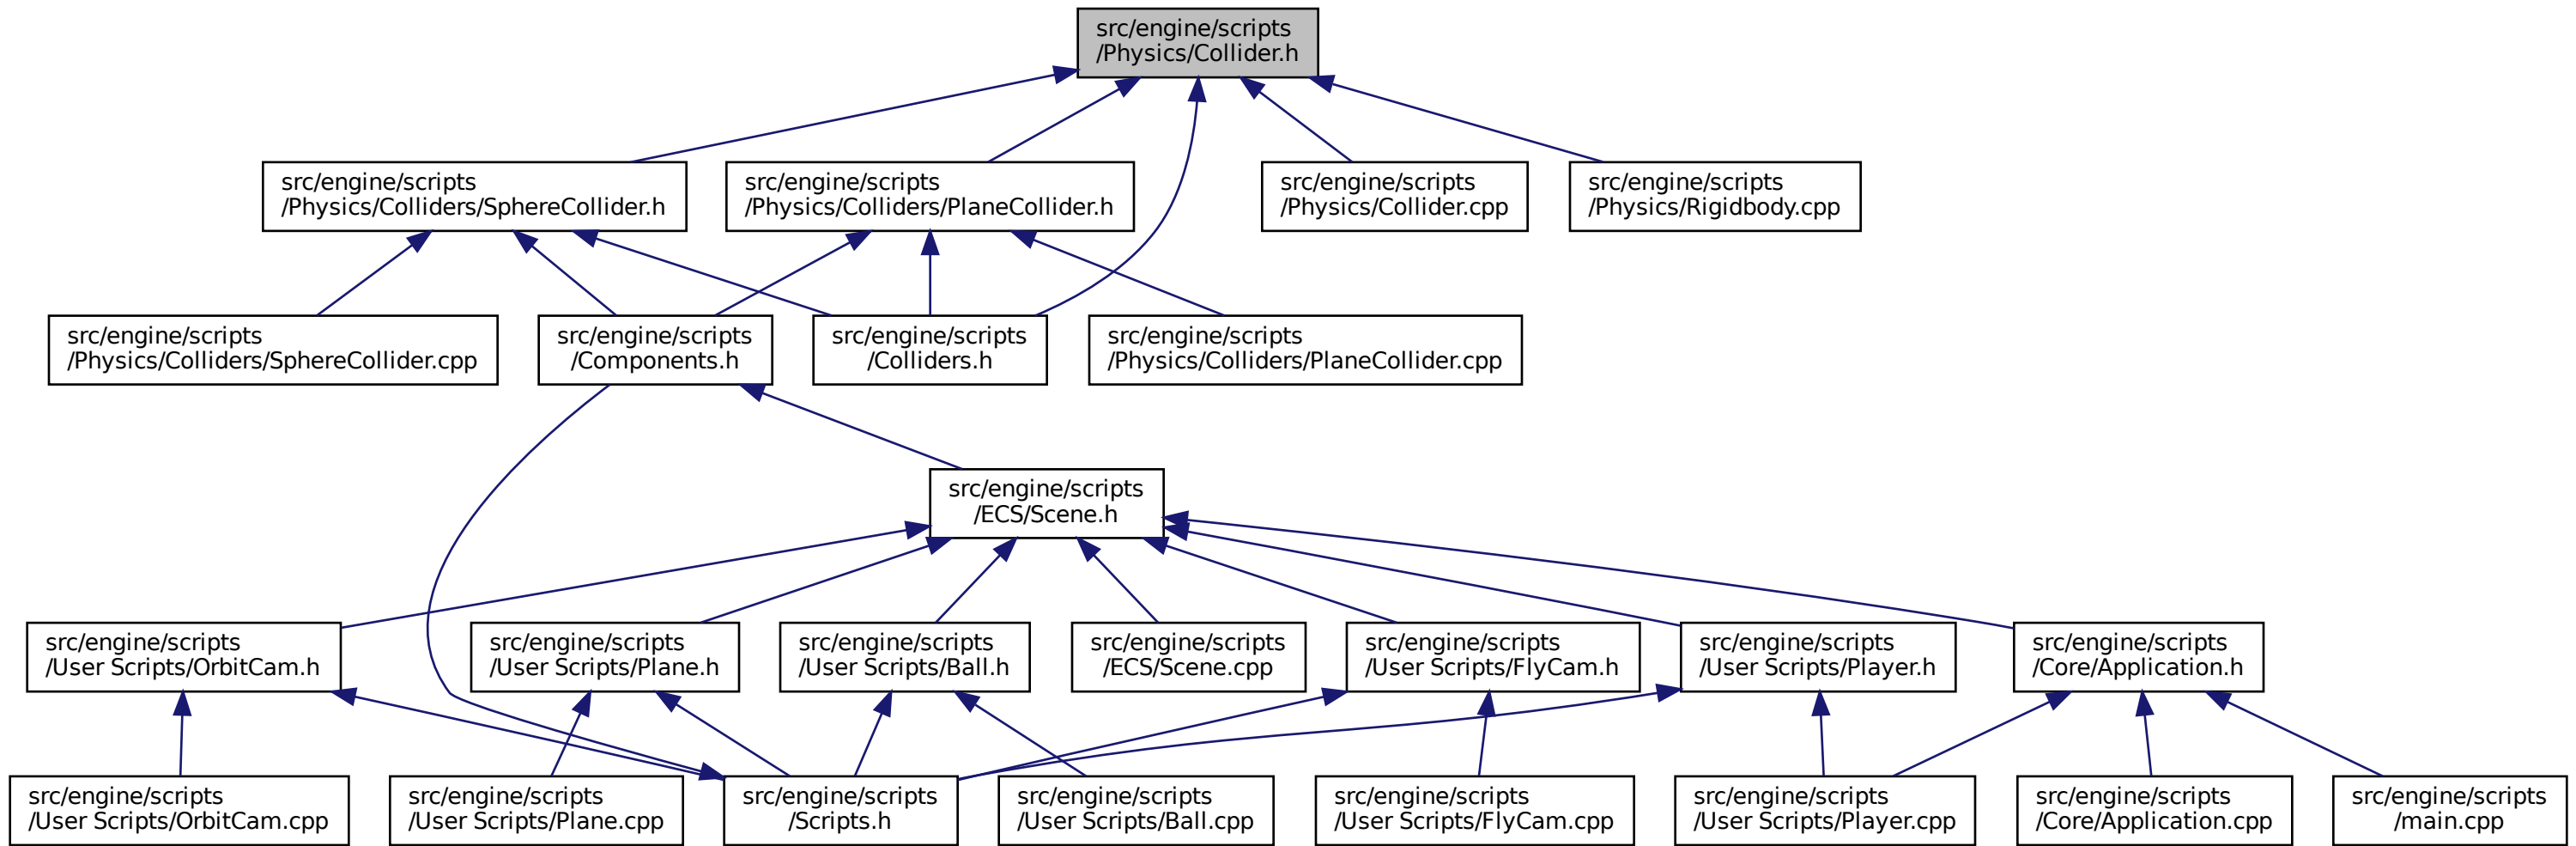 src/engine/scripts
/Physics/Collider.h
src/engine/scripts
/Physics/Colliders/SphereCollider.h
src/engine/scripts
/Physics/Colliders/PlaneCollider.h
src/engine/scripts
/Physics/Collider.cpp
src/engine/scripts
/Physics/Rigidbody.cpp
src/engine/scripts
/Physics/Colliders/SphereCollider.cpp
src/engine/scripts
/Components.h
src/engine/scripts
/Colliders.h
src/engine/scripts
/Physics/Colliders/PlaneCollider.cpp
src/engine/scripts
/ECS/Scene.h
src/engine/scripts
/User Scripts/OrbitCam.h
src/engine/scripts
/User Scripts/Plane.h
src/engine/scripts
/User Scripts/Ball.h
src/engine/scripts
/ECS/Scene.cpp
src/engine/scripts
/User Scripts/FlyCam.h
src/engine/scripts
/User Scripts/Player.h
src/engine/scripts
/Core/Application.h
src/engine/scripts
/User Scripts/OrbitCam.cpp
src/engine/scripts
/User Scripts/Plane.cpp
src/engine/scripts
/Scripts.h
src/engine/scripts
/User Scripts/Ball.cpp
src/engine/scripts
/User Scripts/FlyCam.cpp
src/engine/scripts
/User Scripts/Player.cpp
src/engine/scripts
/Core/Application.cpp
src/engine/scripts
/main.cpp